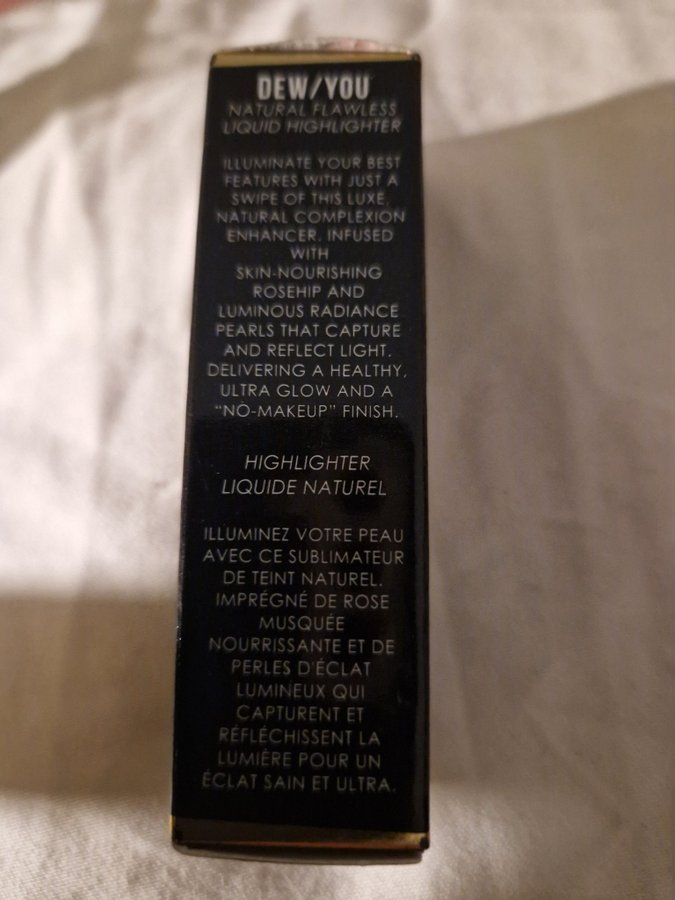 DEW/YOU
NATURAL FLAWLESS
LIQUID HIGHLIGHTER
ILLUMINATE YOUR BEST
FEATURES WITH JUST A
SWIPE OF THIS LUXE,
NATURAL COMPLEXION
ENHANCER. INFUSED
WITH
SKIN-NOURISHING
ROSEHIP AND
LUMINOUS RADIANCE
PEARLS THAT CAPTURE
AND REFLECT LIGHT.
DELIVERING A HEALTHY,
ULTRA GLOW AND A
"NO-MAKEUP" FINISH.
HIGHLIGHTER
LIQUIDE NATUREL
ILLUMINEZ VOTRE PEAU
AVEC CE SUBLIMATEUR
DE TEINT NATUREL.
IMPRÉGNÉ DE ROSE
MUSQUÉE
NOURRISSANTE ET DE
PERLES D'ÉCLAT
LUMINEUX QUI
CAPTURENT ET
RÉFLÉCHISSENT LA
LUMIÈRE POUR UN
ÉCLAT SAIN ET ULTRA.